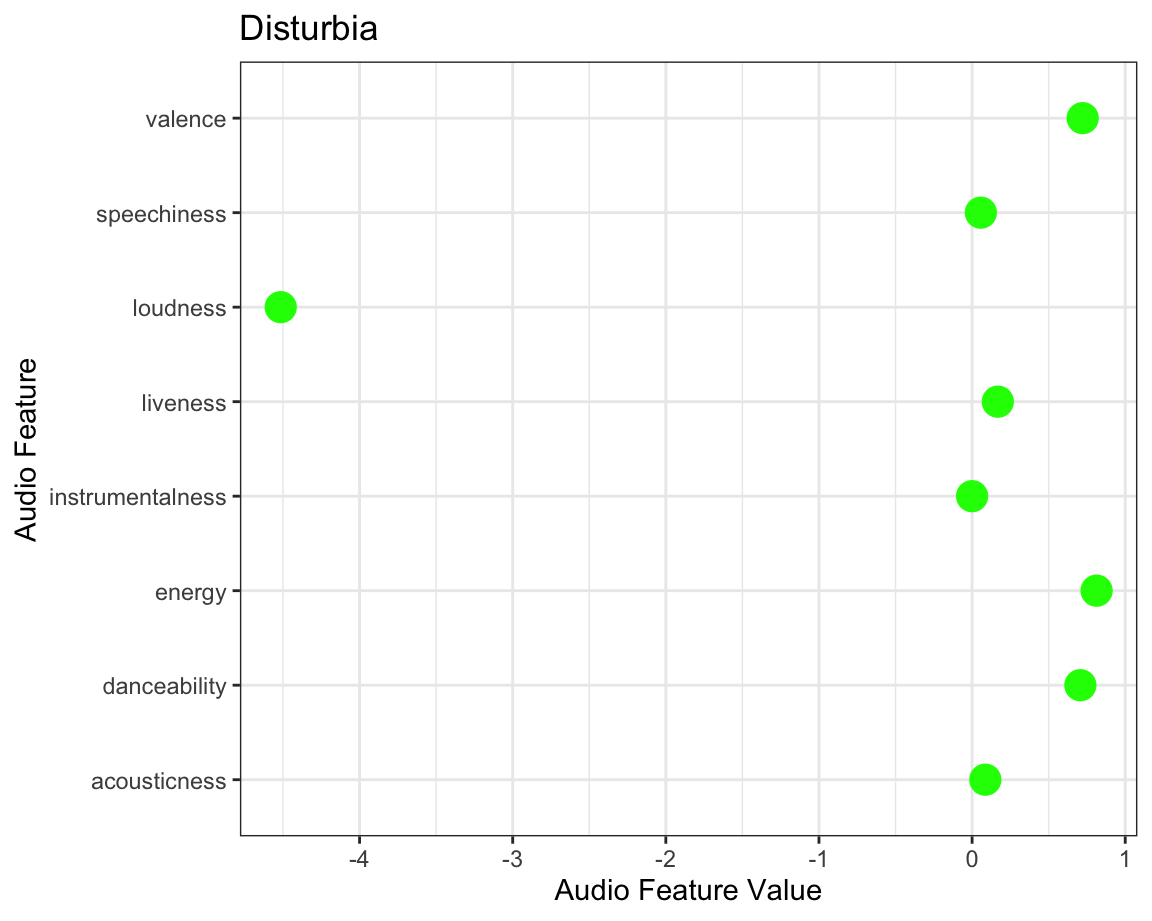 Disturbia
Audio Feature
valence
speechiness
loudness
liveness
instrumentalness
energy
danceability
acousticness
-4 -3 -2 -1 0 1
Audio Feature Value